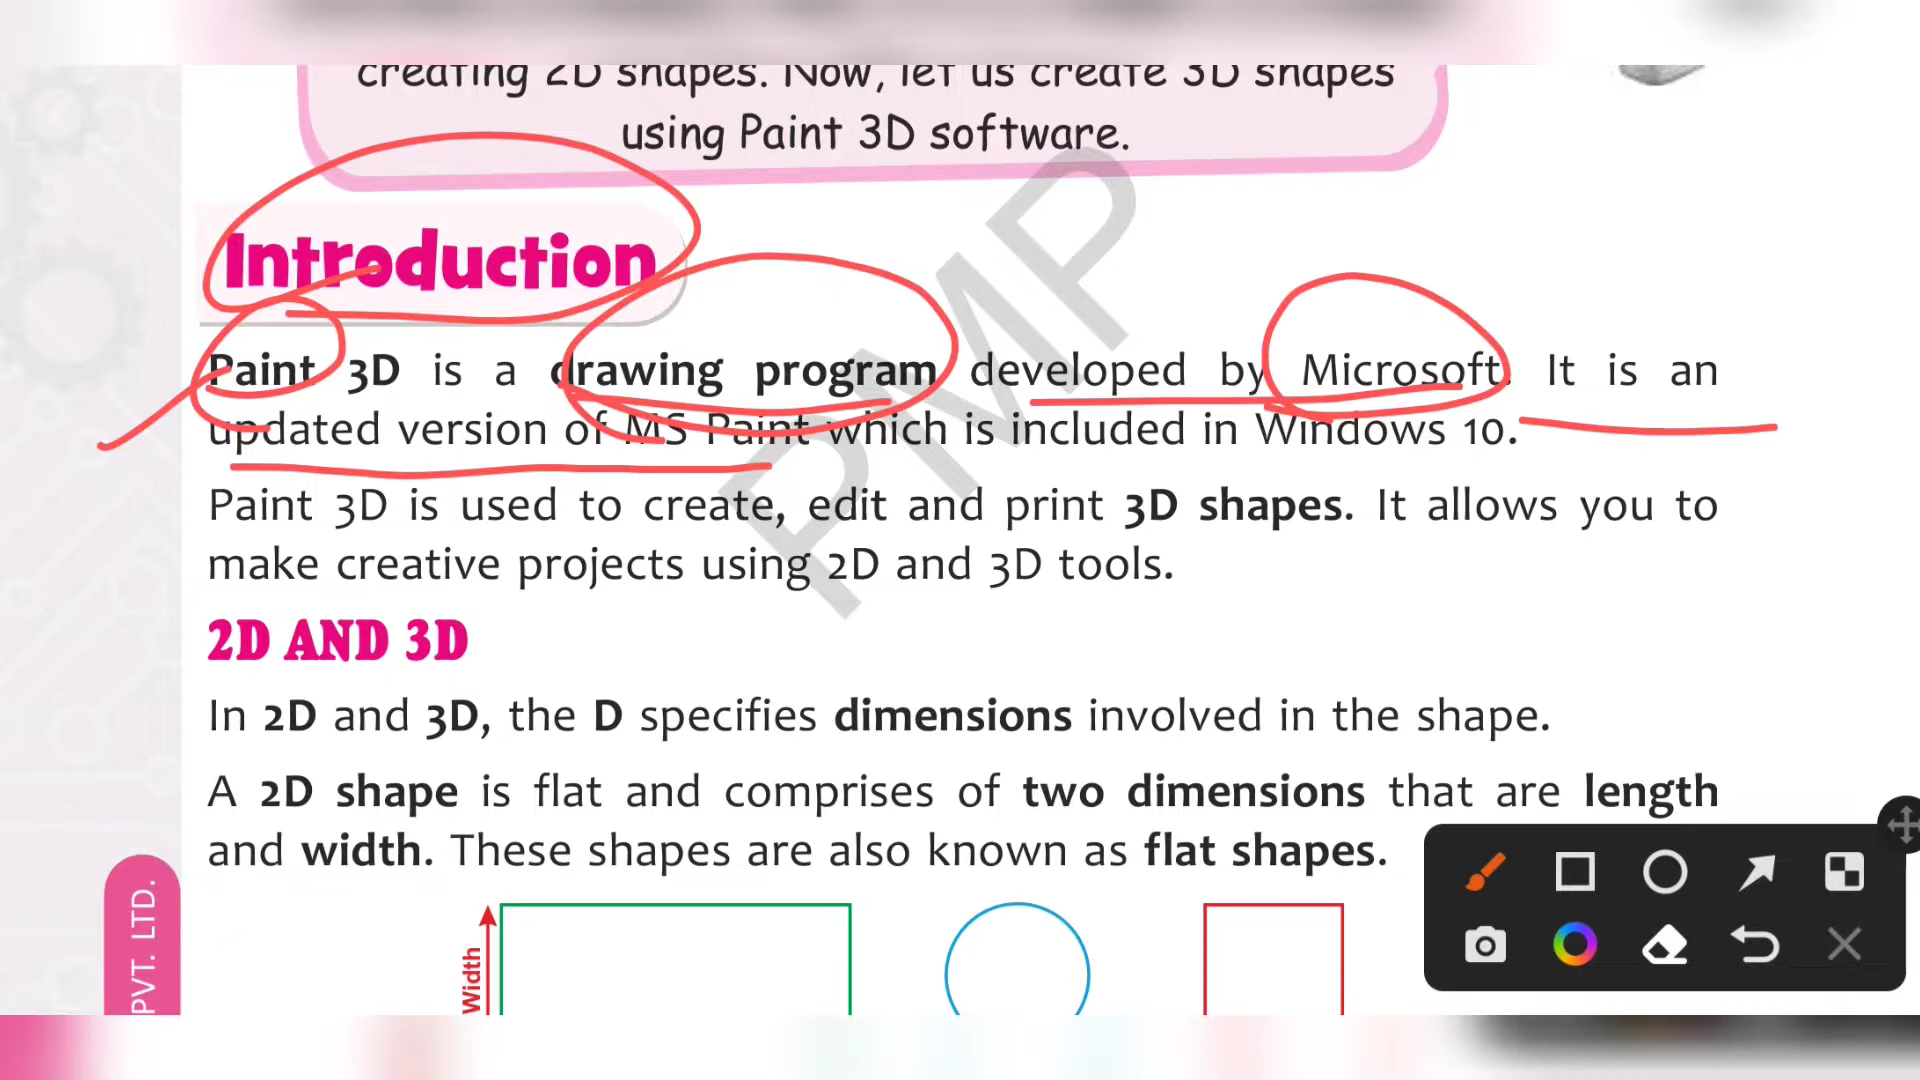 creating 2D shapes. Now, let us create 3D shapes
using Paint 3D software.
Introduction
Paint 3D is a drawing program developed by Microsoft. It is an
updated version of MS Paint which is included in Windows 10.
Paint 3D is used to create, edit and print 3D shapes. It allows you to
make creative projects using 2D and 3D tools.
2D AND 3D
In 2D and 3D, the D specifies dimensions involved in the shape.
A 2D shape is flat and comprises of two dimensions that are length
and width. These shapes are also known as flat shapes.
Width
PVT. LTD.
PMP